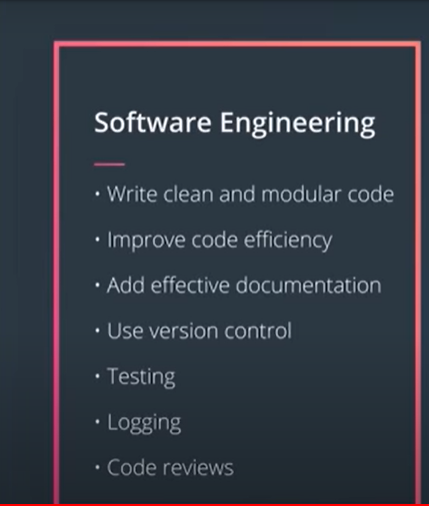 Software Engineering
• Write clean and modular code
• Improve code efficiency
• Add effective documentation
• Use version control
• Testing
• Logging
• Code reviews